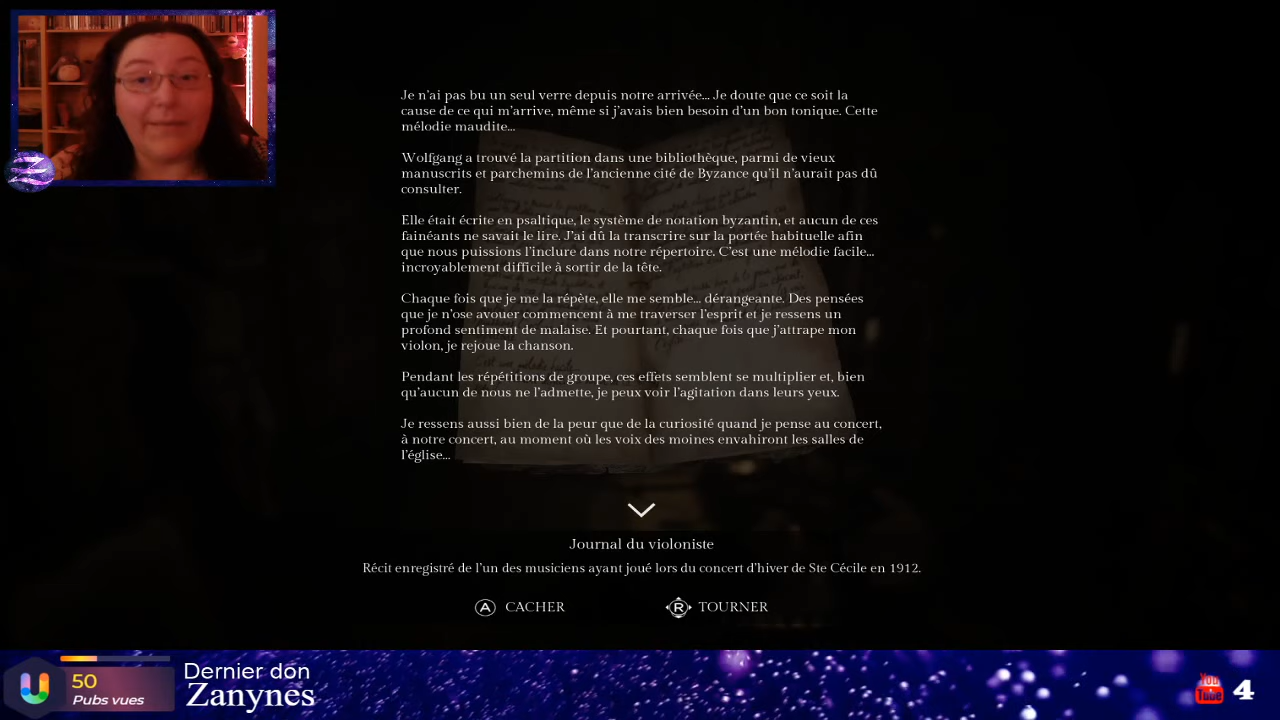 Je n'ai pas bu un seul verre depuis notre arrivée... Je doute que ce soit la
cause de ce qui m'arrive, même si j'avais bien besoin d'un bon tonique. Cette
mélodie maudite...
Wolfgang a trouvé la partition dans une bibliothèque, parmi de vieux
manuscrits et parchemins de l'ancienne cité de Byzance qu'il n'aurait pas dû
consulter.
Elle était écrite en psaltique, le système de notation byzantin, et aucun de ces
fainéants ne savait le lire. J'ai dû la transcrire sur la portée habituelle afin
que nous puissions l'inclure dans notre répertoire. C'est une mélodie facile...
incroyablement difficile à sortir de la tête.
Chaque fois que je me la répète, elle me semble... dérangeante. Des pensées
que je n'ose avouer commencent à me traverser l'esprit et je ressens un
profond sentiment de malaise. Et pourtant, chaque fois que j'attrape mon
violon, je rejoue la chanson.
Pendant les répétitions de groupe, ces effets semblent se multiplier et, bien
qu'aucun de nous ne l'admette, je peux voir l'agitation dans leurs yeux.
Je ressens aussi bien de la peur que de la curiosité quand je pense au concert,
à notre concert, au moment où les voix des moines envahiront les salles de
l'église...
Journal du violoniste
Récit enregistré de l'un des musiciens ayant joué lors du concert d'hiver de Ste Cécile en 1912.
A CACHER
R TOURNER
50
Pubs vues
Dernier don
Zanynes
You Tube 4